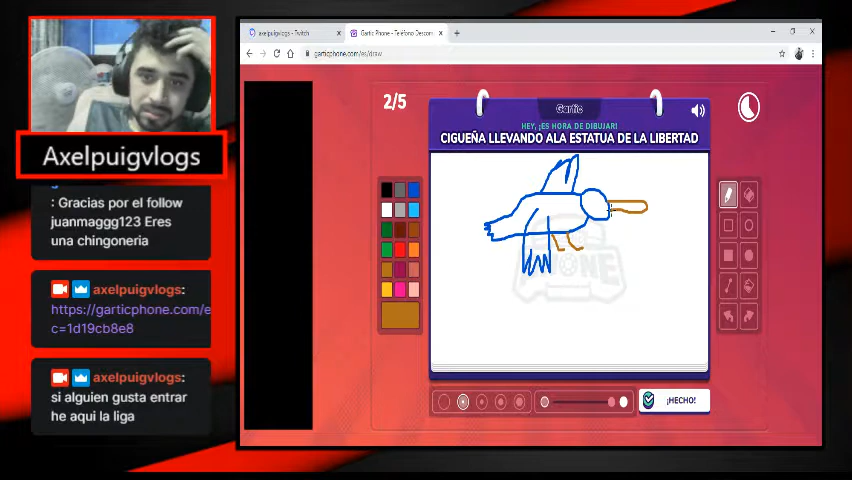 axelpuigvlogs - Twitch
Gartic Phone - Teléfono Descom
garticphone.com/es/draw
2/5
Gartic
HEY, ¡ES HORA DE DIBUJAR!
CIGUEÑA LLEVANDO ALA ESTATUA DE LA LIBERTAD
PHONE
¡HECHO!
Axelpuigvlogs
: Gracias por el follow
juanmaggg123 Eres
una chingoneria
axelpuigvlogs:
https://garticphone.com/e
c=1d19cb8e8
axelpuigvlogs:
si alguien gusta entrar
he aqui la liga